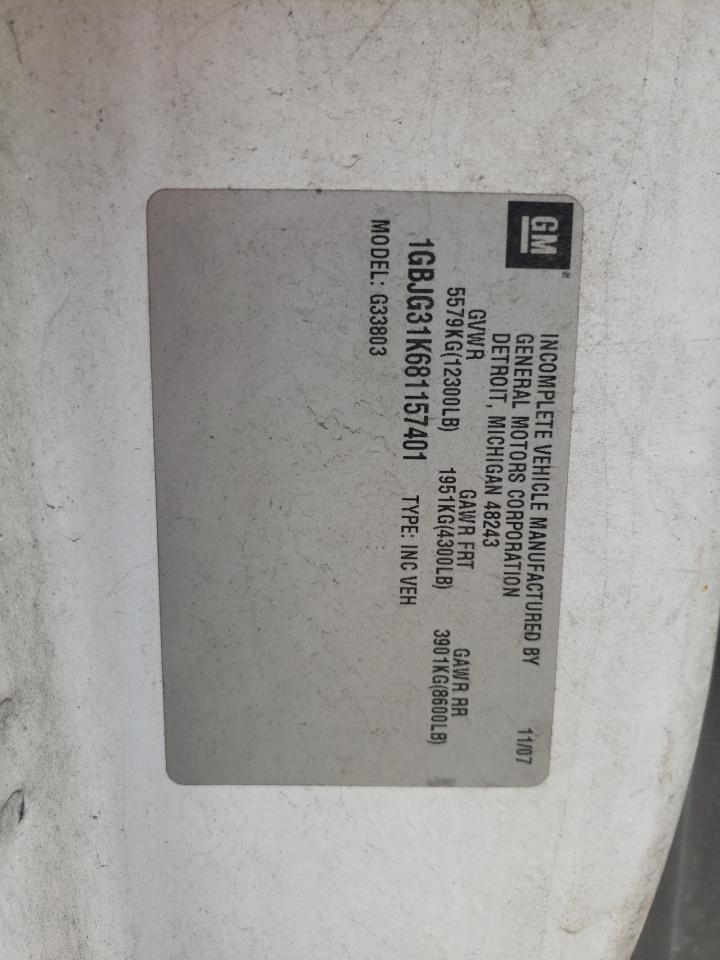 GM®
INCOMPLETE VEHICLE MANUFACTURED BY
GENERAL MOTORS CORPORATION
DETROIT, MICHIGAN 48243
11/07
GVWR GAWR FRT GAWR RR
5579KG(12300LB) 1951KG(4300LB) 3901KG(8600LB)
1GBJG31K681157401 TYPE: INC VEH
MODEL: G33803